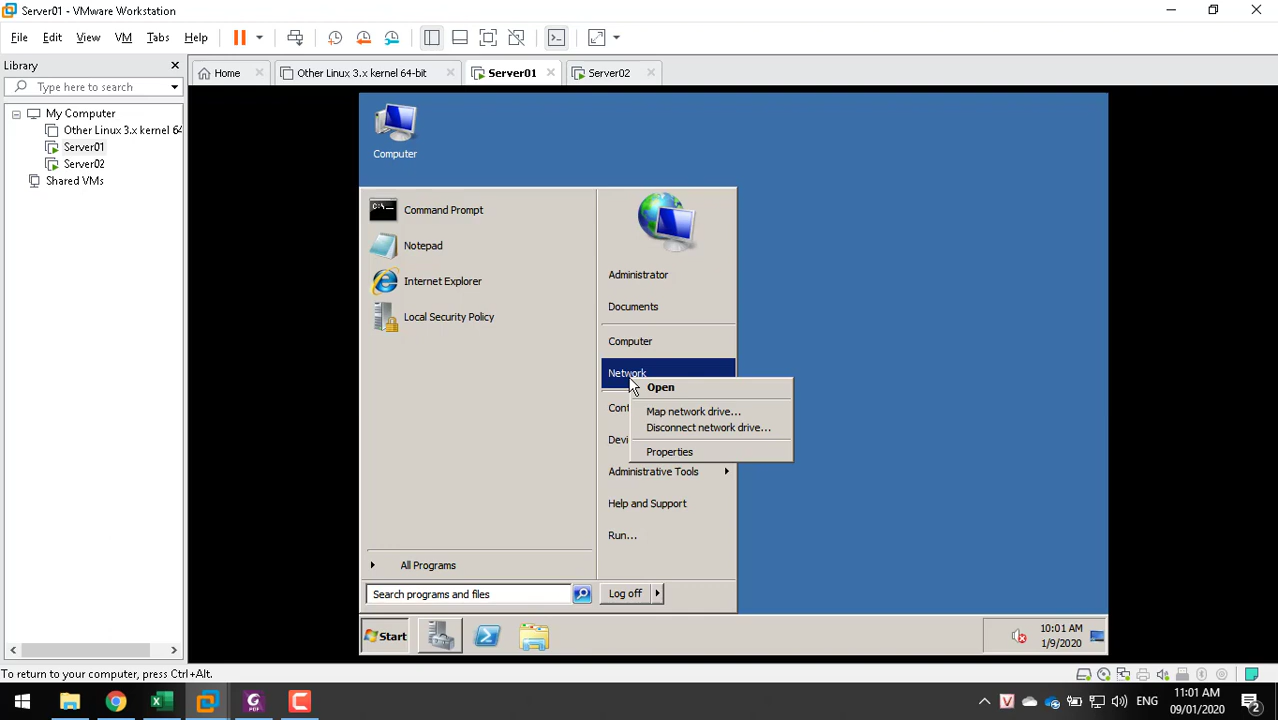 Server01 - VMware Workstation
File Edit View VM Tabs Help
Library
Type here to search
Home
Other Linux 3.x kernel 64-bit
Server01
Server02
My Computer
Other Linux 3.x kernel 64
Server01
Server02
Shared VMs
Computer
Command Prompt
Notepad
Internet Explorer
Local Security Policy
All Programs
Search programs and files
Administrator
Documents
Computer
Network
Cont
Devi
Administrative Tools
Help and Support
Run...
Log off
Open
Map network drive...
Disconnect network drive...
Properties
Start
10:01 AM
1/9/2020
To return to your computer, press Ctrl+Alt.
ENG
11:01 AM
09/01/2020
2